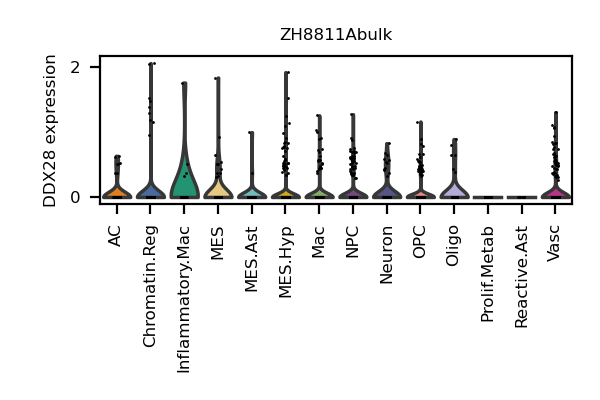 ZH8811Abulk
DDX28 expression
2
0
AC
Chromatin.Reg
Inflammatory.Mac
MES
MES.Ast
MES.Hyp
Mac
NPC
Neuron
OPC
Oligo
Prolif.Metab
Reactive.Ast
Vasc